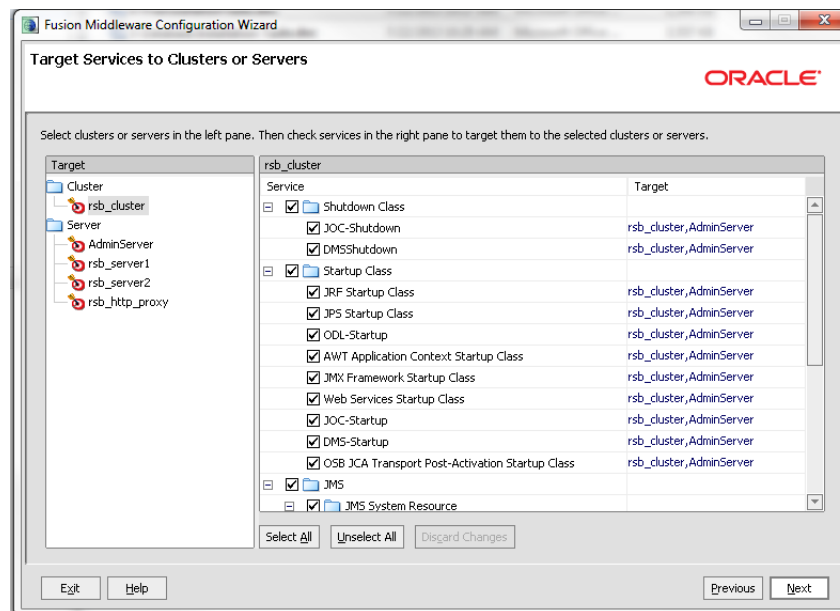 Fusion Middleware Configuration Wizard
Target Services to Clusters or Servers
ORACLE
Select clusters or servers in the left pane. Then check services in the right pane to target them to the selected clusters or servers.
Target
Cluster
rsb_cluster
Server
AdminServer
rsb_server1
rsb_server2
rsb_http_proxy
rsb_cluster
Service Target
Shutdown Class
JOC-Shutdown rsb_cluster,AdminServer
DMSShutdown rsb_cluster,AdminServer
Startup Class
JRF Startup Class rsb_cluster,AdminServer
JPS Startup Class rsb_cluster,AdminServer
ODL-Startup rsb_cluster,AdminServer
AWT Application Context Startup Class rsb_cluster,AdminServer
JMX Framework Startup Class rsb_cluster,AdminServer
Web Services Startup Class rsb_cluster,AdminServer
JOC-Startup rsb_cluster,AdminServer
DMS-Startup rsb_cluster,AdminServer
OSB JCA Transport Post-Activation Startup Class rsb_cluster,AdminServer
JMS
JMS System Resource
Select All Unselect All Discard Changes
Exit Help Previous Next